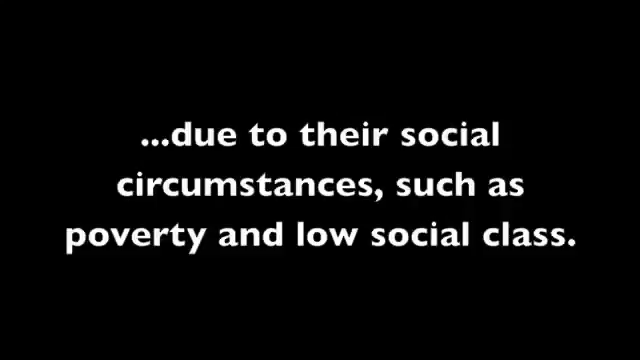 ...due to their social
circumstances, such as
poverty and low social class.